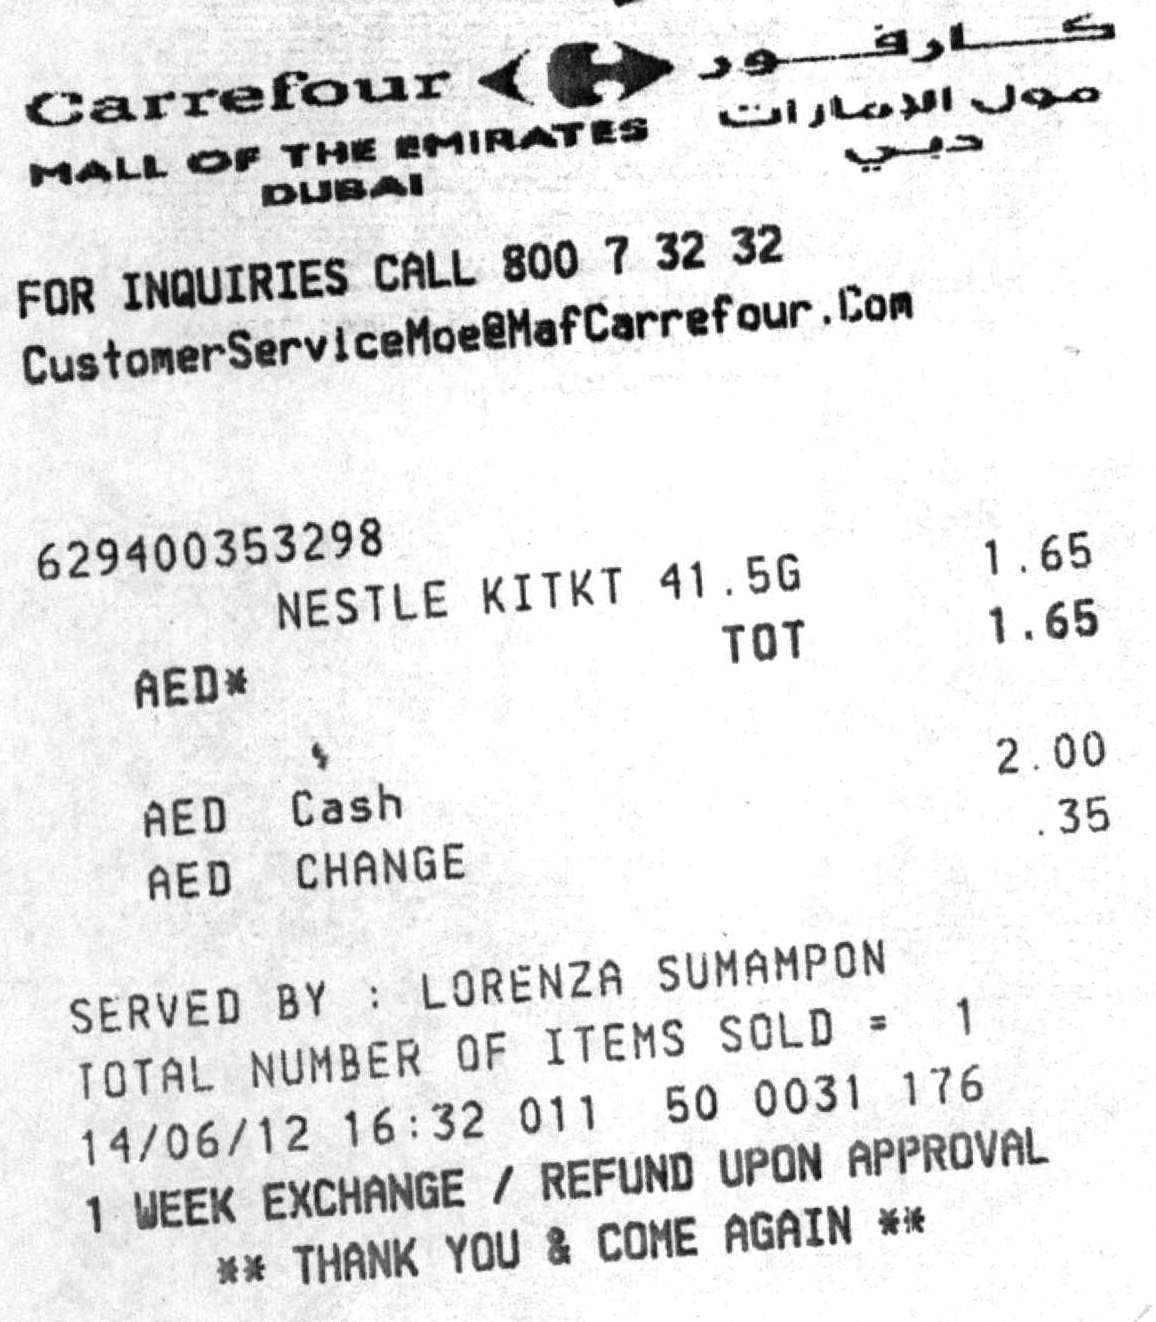 Carrefour كارفور
MALL OF THE EMIRATES مول الإمارات
DUBAI دبي
FOR INQUIRIES CALL 800 7 32 32
CustomerServiceMoe@MafCarrefour.Com
629400353298
NESTLE KITKT 41.5G 1.65
AED* TOT 1.65
AED Cash 2.00
AED CHANGE .35
SERVED BY : LORENZA SUMAMPON
TOTAL NUMBER OF ITEMS SOLD = 1
14/06/12 16:32 011 50 0031 176
1 WEEK EXCHANGE / REFUND UPON APPROVAL
** THANK YOU & COME AGAIN **